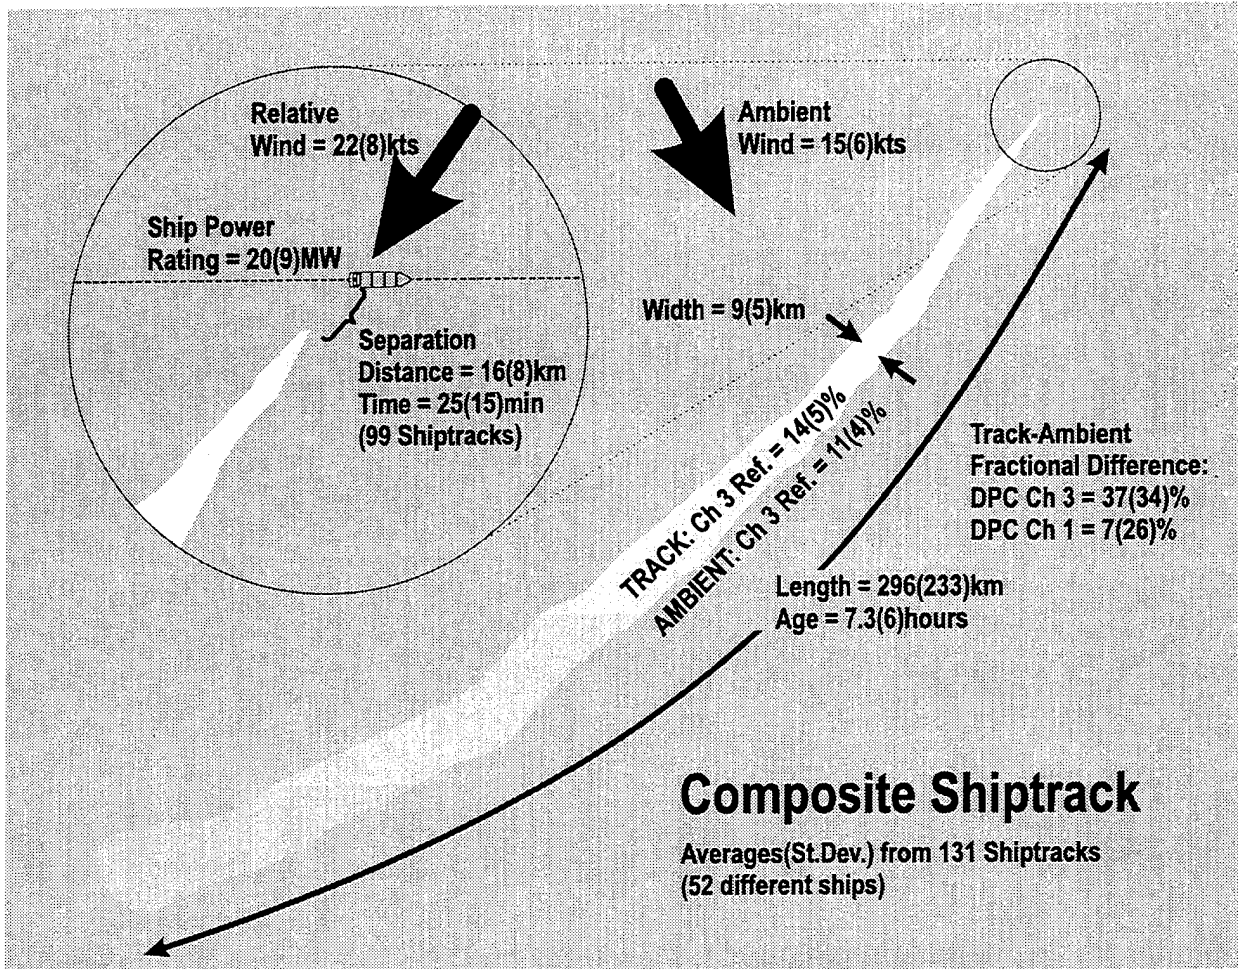 Relative
Wind = 22(8)kts
Ambient
Wind = 15(6)kts
Ship Power
Rating = 20(9)MW
Width = 9(5)km
Separation
Distance = 16(8)km
Time = 25(15)min
(99 Shiptracks)
TRACK: Ch 3 Ref. = 14(5)%
AMBIENT: Ch 3 Ref. = 11(4)%
Track-Ambient
Fractional Difference:
DPC Ch 3 = 37(34)%
DPC Ch 1 = 7(26)%
Length = 296(233)km
Age = 7.3(6)hours
Composite Shiptrack
Averages(St.Dev.) from 131 Shiptracks
(52 different ships)